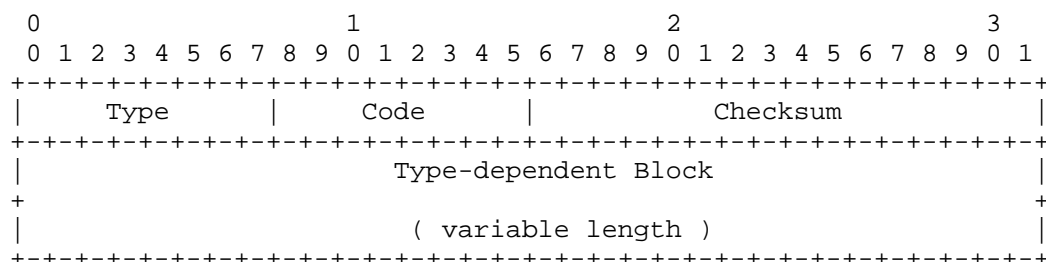 0                   1                   2                   3
 0 1 2 3 4 5 6 7 8 9 0 1 2 3 4 5 6 7 8 9 0 1 2 3 4 5 6 7 8 9 0 1
+-+-+-+-+-+-+-+-+-+-+-+-+-+-+-+-+-+-+-+-+-+-+-+-+-+-+-+-+-+-+-+-+
|     Type      |     Code      |           Checksum            |
+-+-+-+-+-+-+-+-+-+-+-+-+-+-+-+-+-+-+-+-+-+-+-+-+-+-+-+-+-+-+-+-+
|                       Type-dependent Block                    |
+                                                               +
|                        ( variable length )                    |
+-+-+-+-+-+-+-+-+-+-+-+-+-+-+-+-+-+-+-+-+-+-+-+-+-+-+-+-+-+-+-+-+